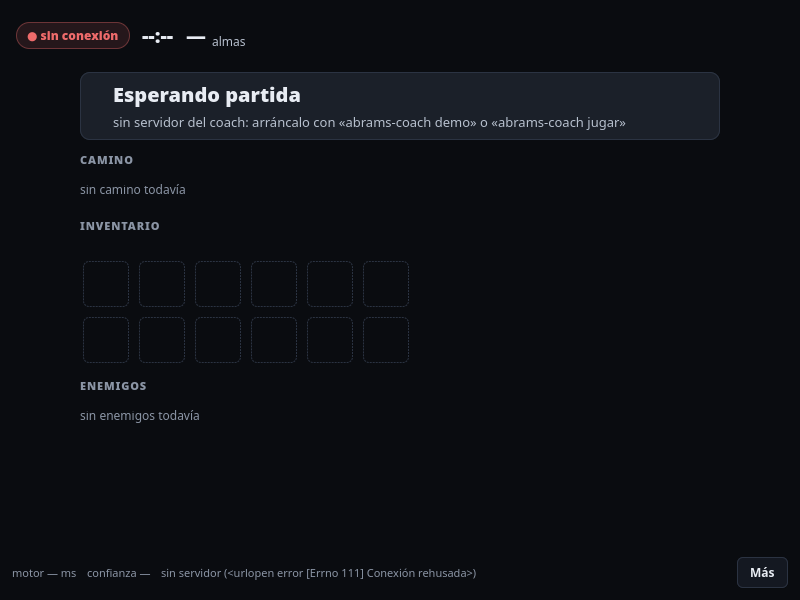 ● sin conexión --:-- — almas
Esperando partida
sin servidor del coach: arráncalo con «abrams-coach demo» o «abrams-coach jugar»
CAMINO
sin camino todavía
INVENTARIO
ENEMIGOS
sin enemigos todavía
motor — ms confianza — sin servidor (<urlopen error [Errno 111] Conexión rehusada>) Más